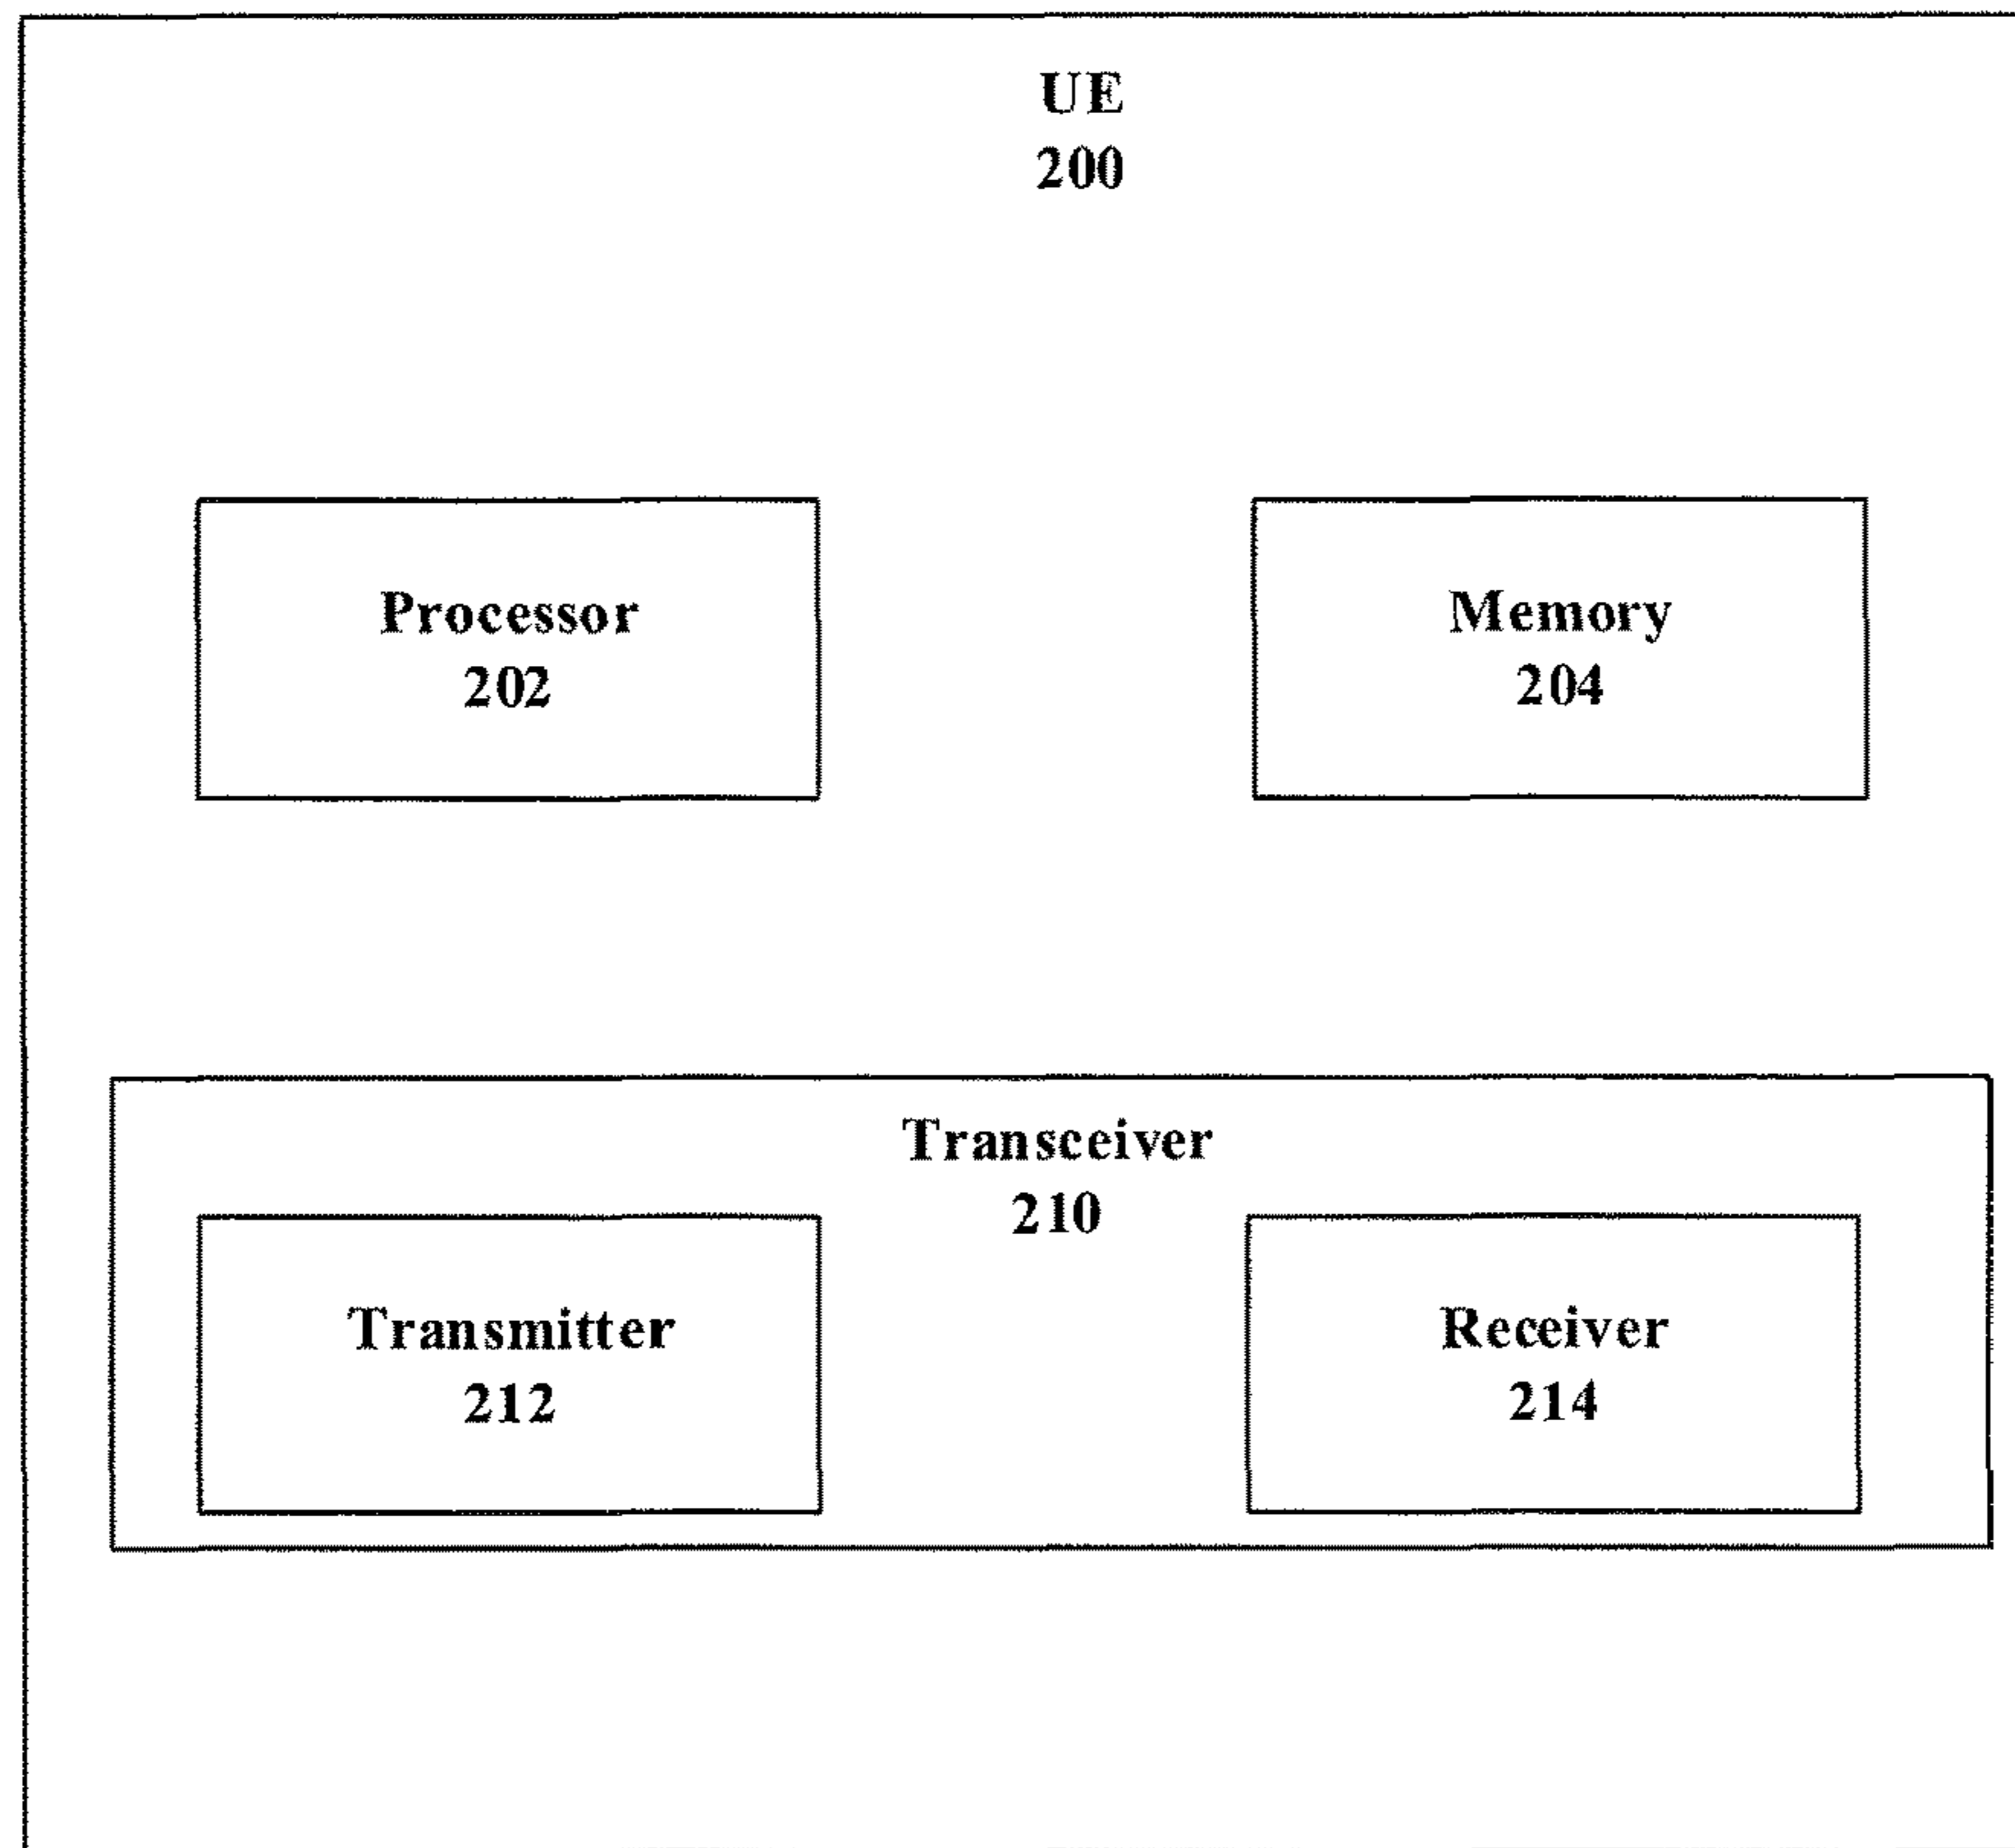 UE
200
Processor
202
Memory
204
Transceiver
210
Transmitter
212
Receiver
214